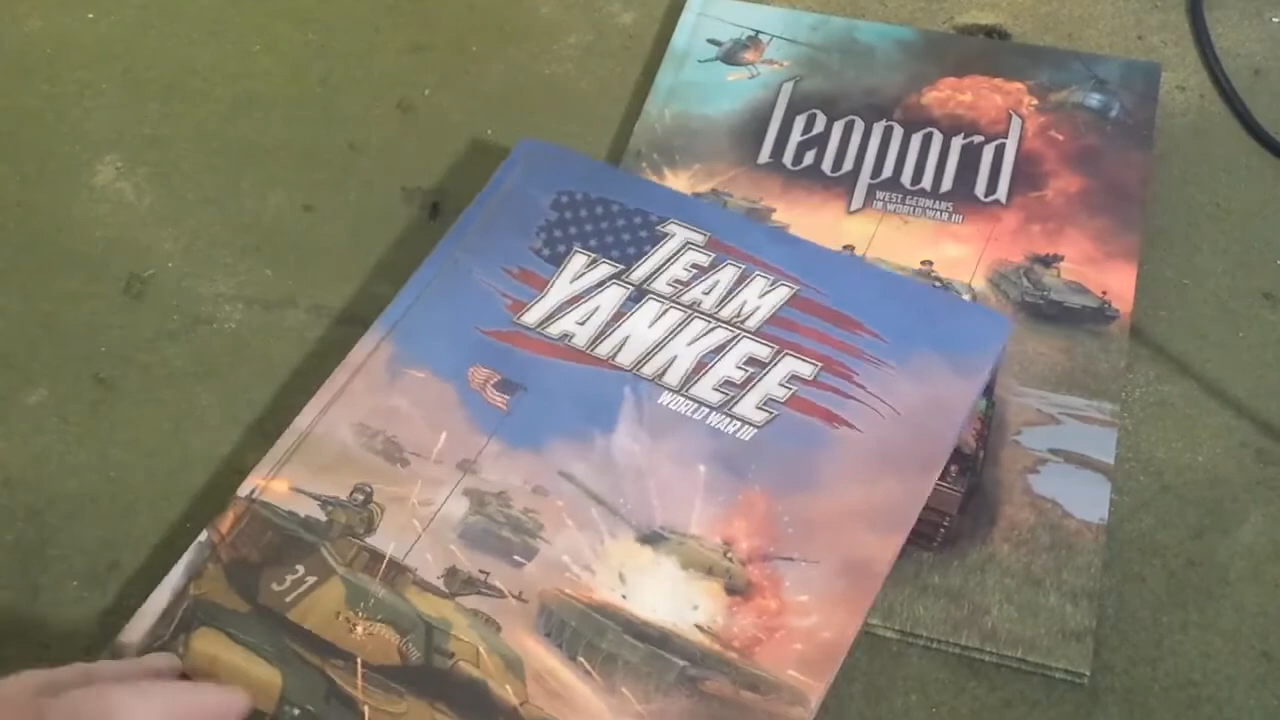 leopard
WEST GERMANS
IN WORLD WAR III
TEAM
YANKEE
WORLD WAR III
31